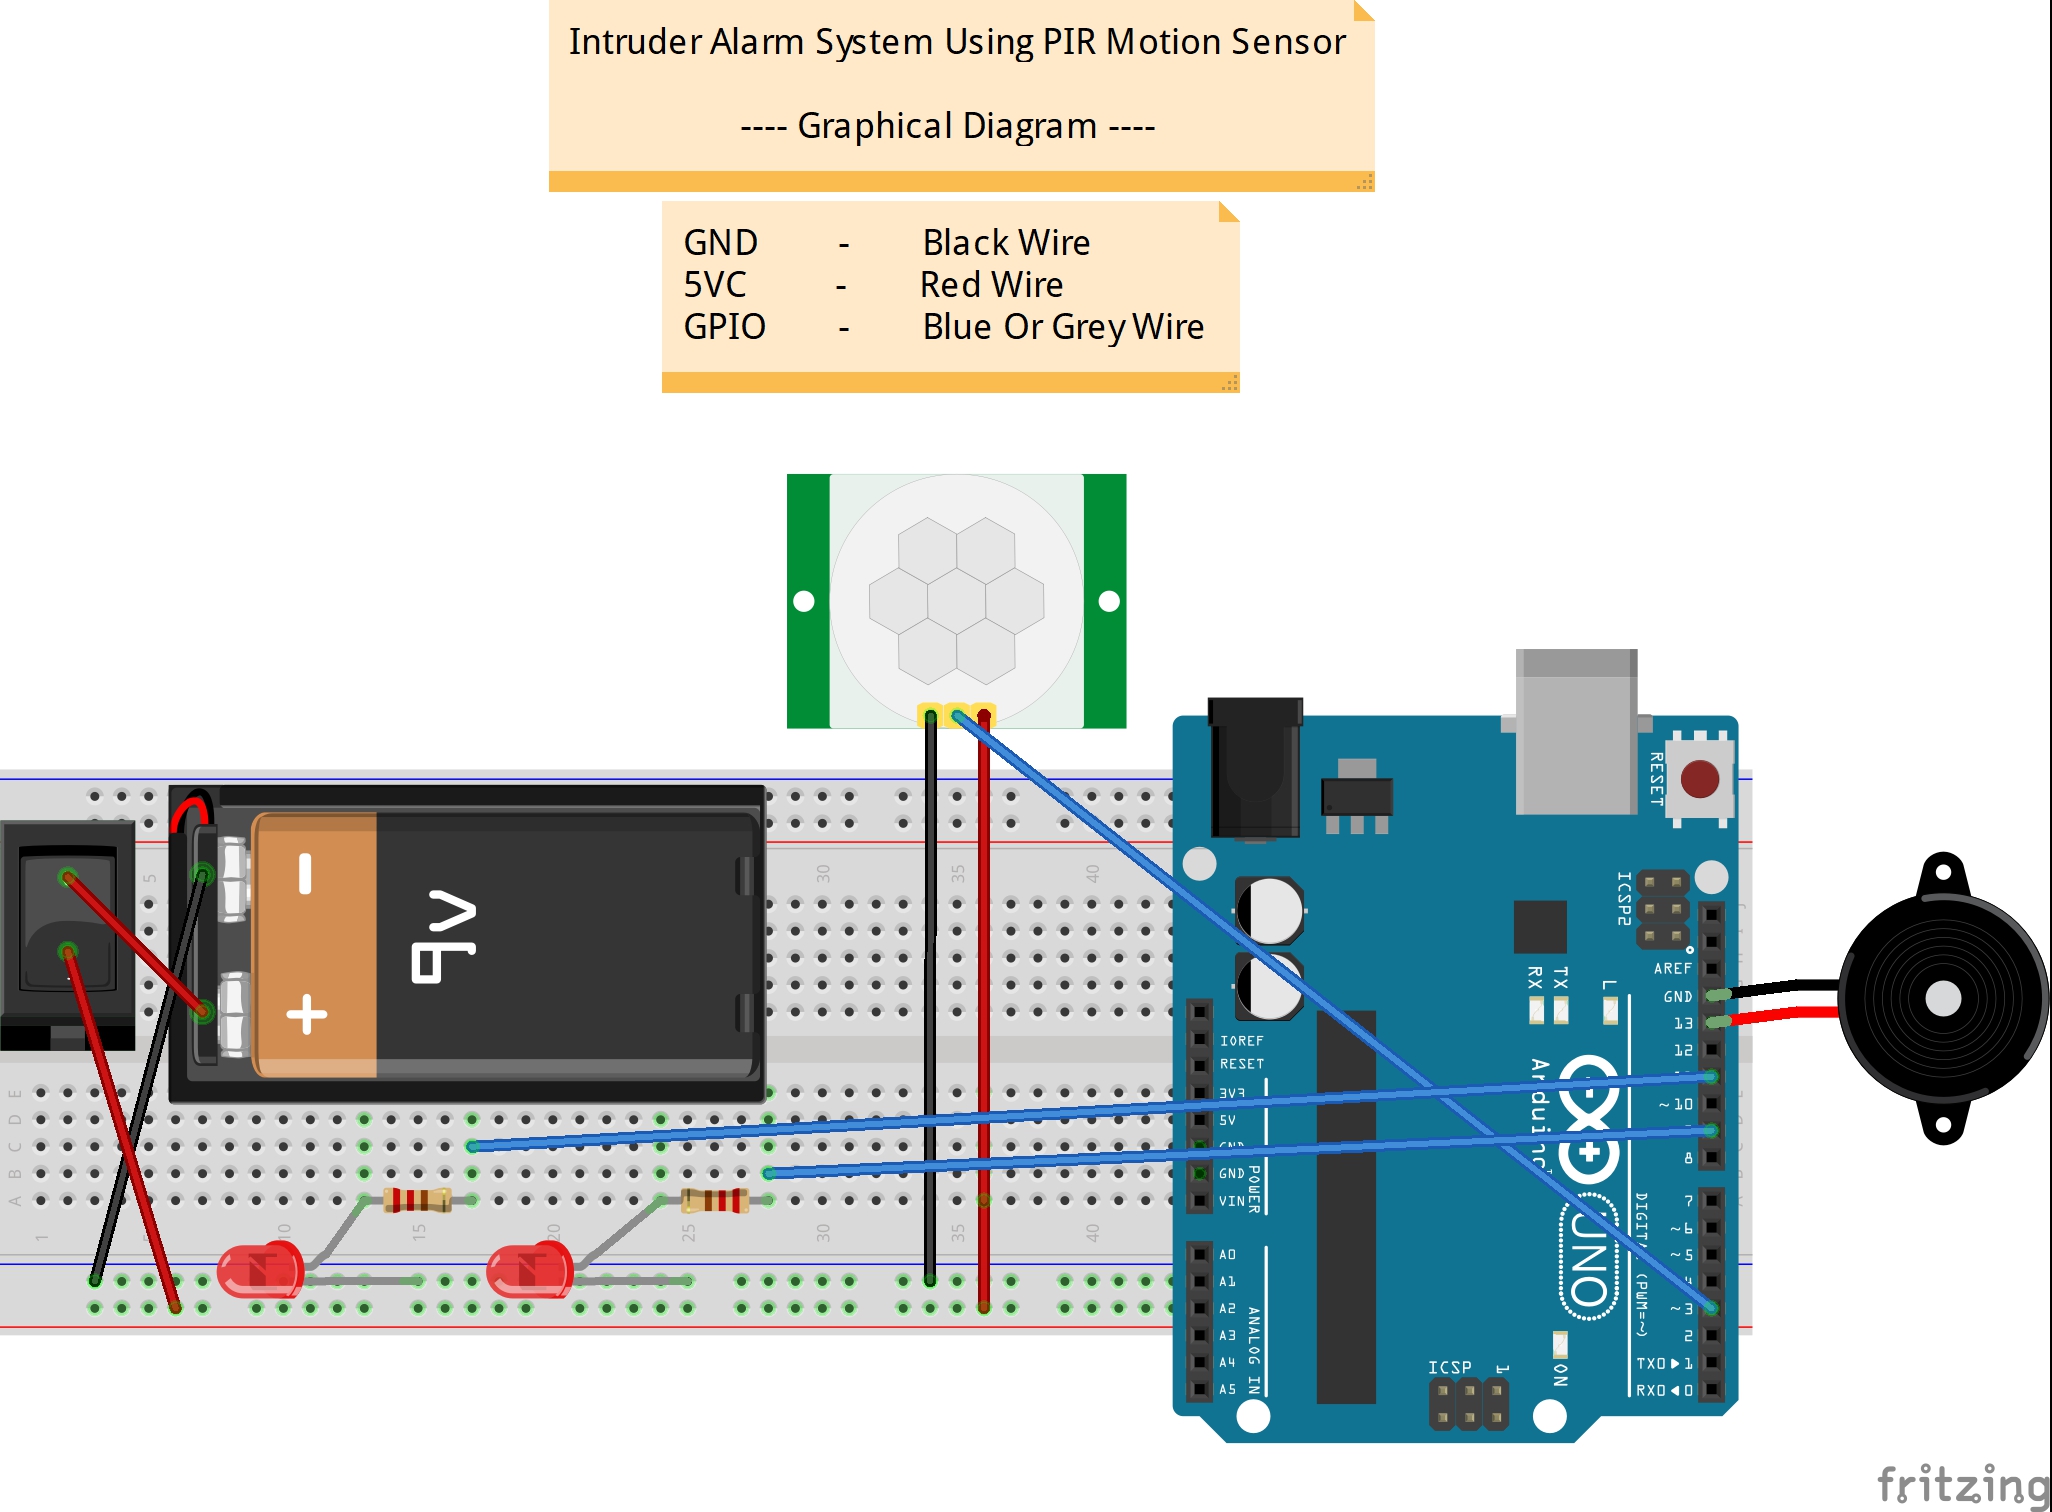 Intruder Alarm System Using PIR Motion Sensor
---- Graphical Diagram ----
GND - Black Wire
5VC - Red Wire
GPIO - Blue Or Grey Wire
9V
-
+
5
30
35
40
E
D
C
B
A
1
10
15
20
25
30
35
40
RESET
ICSP2
AREF
GND
13
12
~10
8
7
~6
~5
~3
2
TX0▶1
RX0◀0
RX
TX
L
IOREF
RESET
3V3
5V
GND
GND
VIN
POWER
A0
A1
A2
A3
A4
A5
ANALOG IN
Arduino
UNO
DIGITAL (PWM=~)
ICSP
1
ON
fritzing